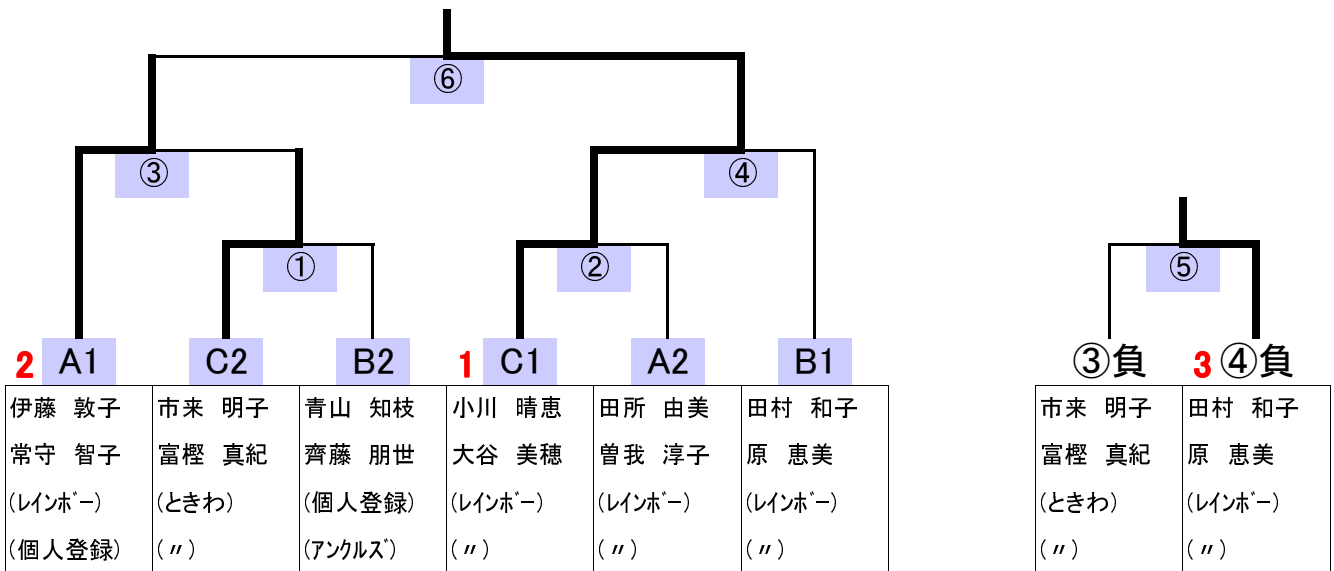 ⑥
③
④
①
②
⑤
2 A1
C2
B2
1 C1
A2
B1
③負
3 ④負
伊藤 敦子
常守 智子
(レインボー)
(個人登録)
市来 明子
富樫 真紀
(ときわ)
(〃)
青山 知枝
齊藤 朋世
(個人登録)
(アンクルズ)
小川 晴恵
大谷 美穂
(レインボー)
(〃)
田所 由美
曽我 淳子
(レインボー)
(〃)
田村 和子
原 恵美
(レインボー)
(〃)
市来 明子
富樫 真紀
(ときわ)
(〃)
田村 和子
原 恵美
(レインボー)
(〃)